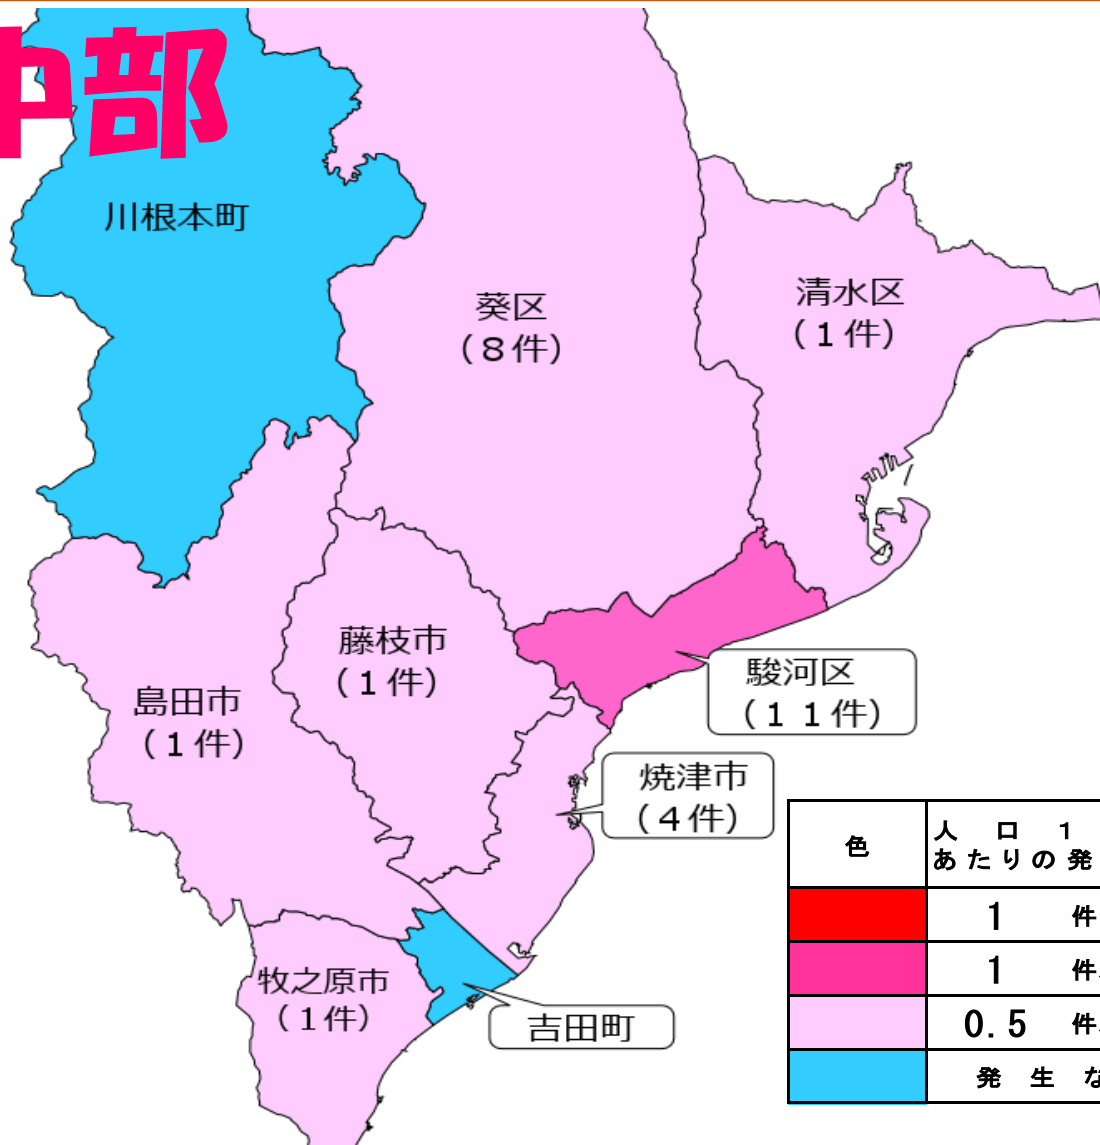 中部
川根本町
葵区
（８件）
清水区
（１件）
藤枝市
（１件）
島田市
（１件）
駿河区
（１１件）
焼津市
（４件）
牧之原市
（１件）
吉田町
色
人口１
あたりの発
１件
１件
０.５件
発生な